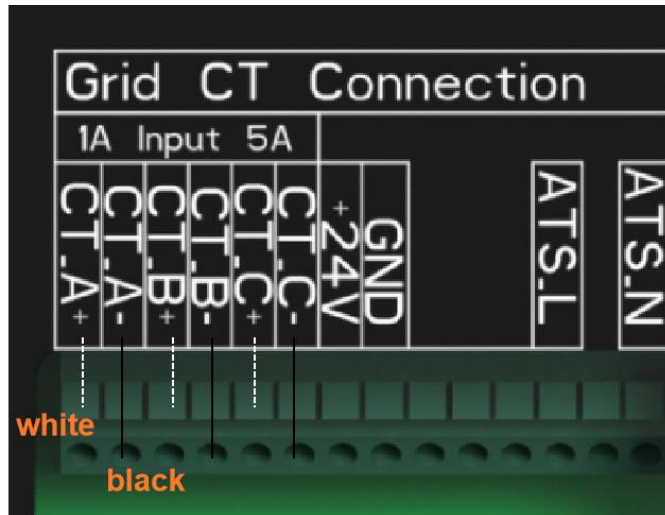 Grid CT Connection
1A Input 5A
CT.A+
CT.A-
CT.B+
CT.B-
CT.C+
CT.C-
+24V
GND
ATS.L
ATS.N
white
black